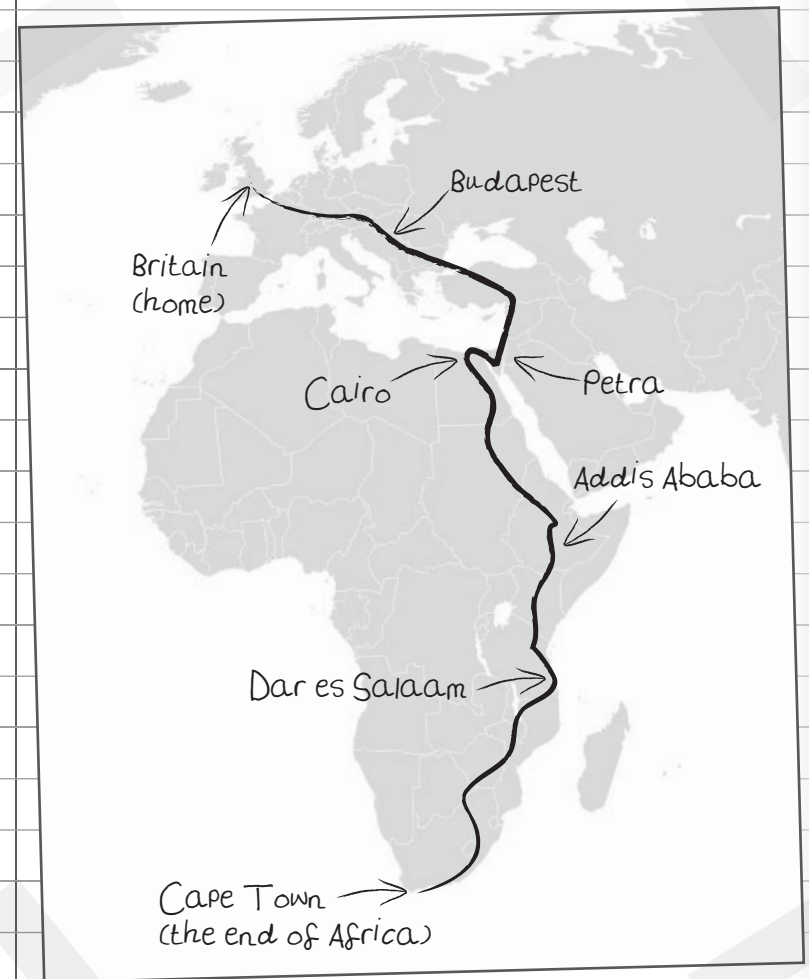 Budapest
Britain
(home)
Cairo
Petra
Addis Ababa
Dar es Salaam
Cape Town
(the end of Africa)